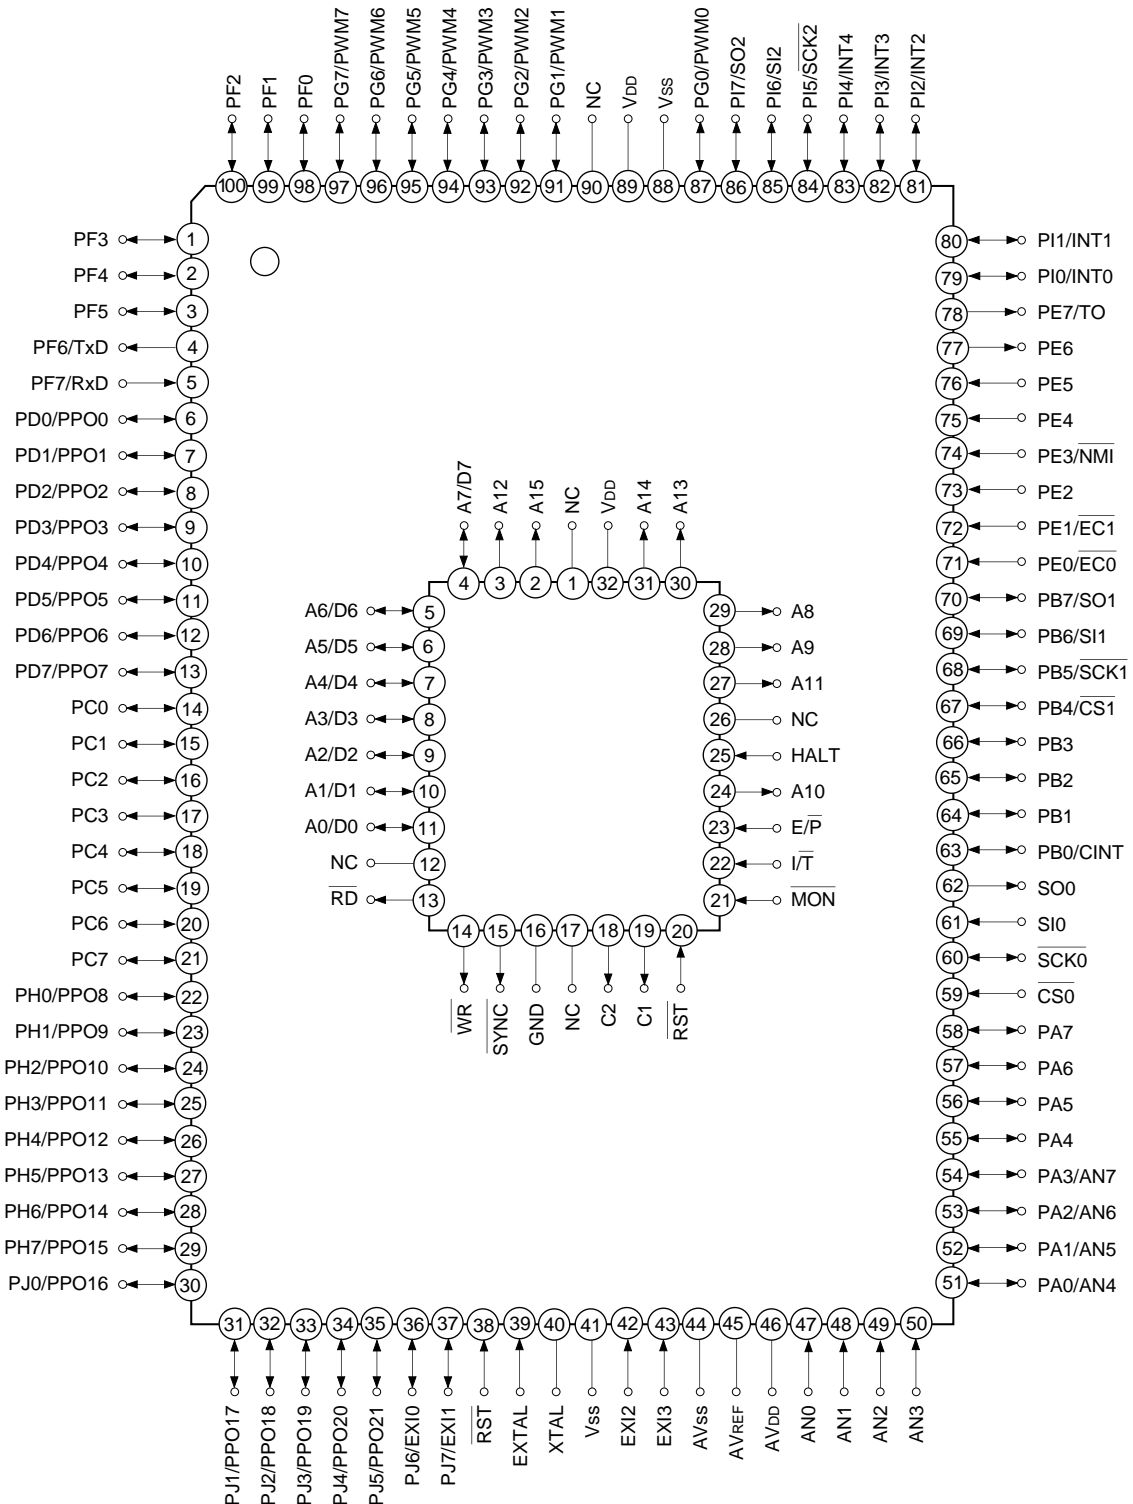 PF2
PF1
PF0
PG7/PWM7
PG6/PWM6
PG5/PWM5
PG4/PWM4
PG3/PWM3
PG2/PWM2
PG1/PWM1
NC
VDD
VSS
PG0/PWM0
PI7/SO2
PI6/SI2
PI5/S̅C̅K̅2̅
PI4/INT4
PI3/INT3
PI2/INT2
100 99 98 97 96 95 94 93 92 91 90 89 88 87 86 85 84 83 82 81
PF3 1
PF4 2
PF5 3
PF6/TxD 4
PF7/RxD 5
PD0/PPO0 6
PD1/PPO1 7
PD2/PPO2 8
PD3/PPO3 9
PD4/PPO4 10
PD5/PPO5 11
PD6/PPO6 12
PD7/PPO7 13
PC0 14
PC1 15
PC2 16
PC3 17
PC4 18
PC5 19
PC6 20
PC7 21
PH0/PPO8 22
PH1/PPO9 23
PH2/PPO10 24
PH3/PPO11 25
PH4/PPO12 26
PH5/PPO13 27
PH6/PPO14 28
PH7/PPO15 29
PJ0/PPO16 30
A7/D7
A12
A15
NC
VDD
A14
A13
4 3 2 1 32 31 30
A6/D6 5
A5/D5 6
A4/D4 7
A3/D3 8
A2/D2 9
A1/D1 10
A0/D0 11
NC 12
R̅D̅ 13
29 A8
28 A9
27 A11
26 NC
25 HALT
24 A10
23 E/P̅
22 I/T̅
21 M̅O̅N̅
14 15 16 17 18 19 20
W̅R̅
S̅Y̅N̅C̅
GND
NC
C2
C1
R̅S̅T̅
80 PI1/INT1
79 PI0/INT0
78 PE7/TO
77 PE6
76 PE5
75 PE4
74 PE3/N̅M̅I̅
73 PE2
72 PE1/E̅C̅1̅
71 PE0/E̅C̅0̅
70 PB7/SO1
69 PB6/SI1
68 PB5/S̅C̅K̅1̅
67 PB4/C̅S̅1̅
66 PB3
65 PB2
64 PB1
63 PB0/CINT
62 SO0
61 SI0
60 S̅C̅K̅0̅
59 C̅S̅0̅
58 PA7
57 PA6
56 PA5
55 PA4
54 PA3/AN7
53 PA2/AN6
52 PA1/AN5
51 PA0/AN4
31 32 33 34 35 36 37 38 39 40 41 42 43 44 45 46 47 48 49 50
PJ1/PPO17
PJ2/PPO18
PJ3/PPO19
PJ4/PPO20
PJ5/PPO21
PJ6/EXI0
PJ7/EXI1
R̅S̅T̅
EXTAL
XTAL
VSS
EXI2
EXI3
AVSS
AVREF
AVDD
AN0
AN1
AN2
AN3